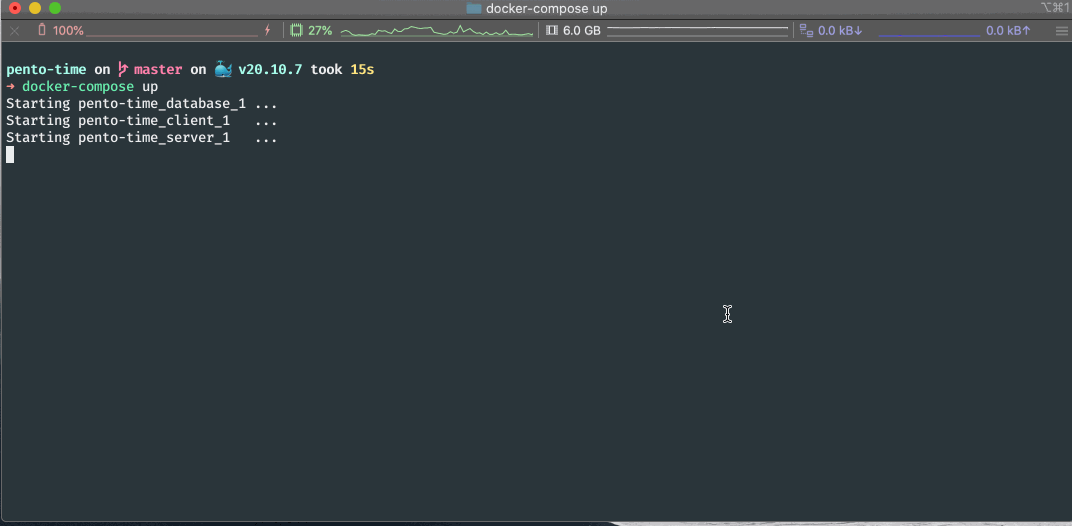 docker-compose up
⌥⌘1
100% 27% 6.0 GB 0.0 kB↓ 0.0 kB↑
pento-time on master on 🐳 v20.10.7 took 15s
➜ docker-compose up
Starting pento-time_database_1 ...
Starting pento-time_client_1   ...
Starting pento-time_server_1   ...